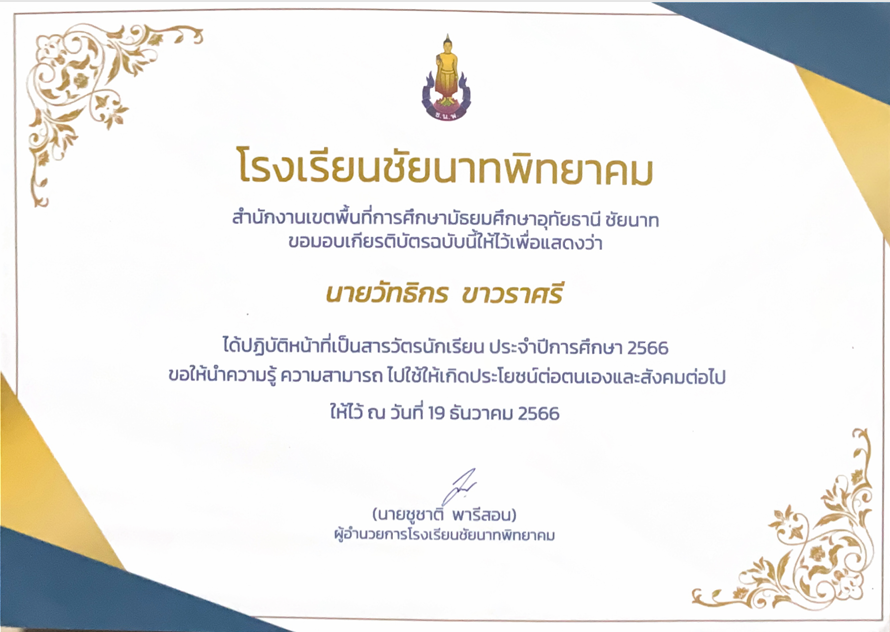 ช.น.พ.
โรงเรียนชัยนาทพิทยาคม
สำนักงานเขตพื้นที่การศึกษามัธยมศึกษาอุทัยธานี ชัยนาท
ขอมอบเกียรติบัตรฉบับนี้ให้ไว้เพื่อแสดงว่า
นายวัทธิกร ขาวราศรี
ได้ปฏิบัติหน้าที่เป็นสารวัตรนักเรียน ประจำปีการศึกษา 2566
ขอให้นำความรู้ ความสามารถ ไปใช้ให้เกิดประโยชน์ต่อตนเองและสังคมต่อไป
ให้ไว้ ณ วันที่ 19 ธันวาคม 2566
(นายชูชาติ พารีสอน)
ผู้อำนวยการโรงเรียนชัยนาทพิทยาคม